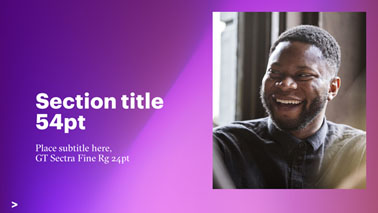 Section title
54pt
Place subtitle here,
GT Sectra Fine Rg 24pt
>